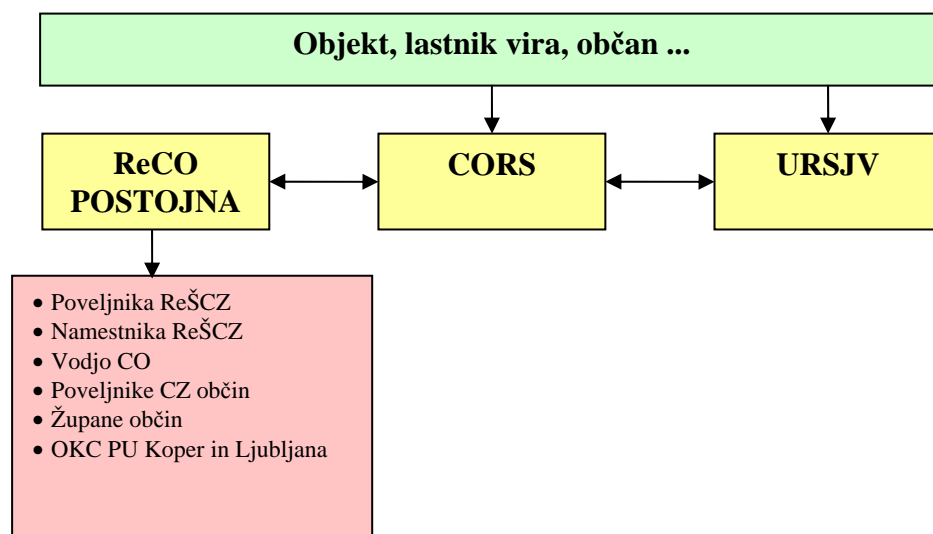 Objekt, lastnik vira, občan ...
ReCO
POSTOJNA
CORS
URSJV
• Poveljnika ReŠCZ
• Namestnika ReŠCZ
• Vodjo CO
• Poveljnike CZ občin
• Župane občin
• OKC PU Koper in Ljubljana